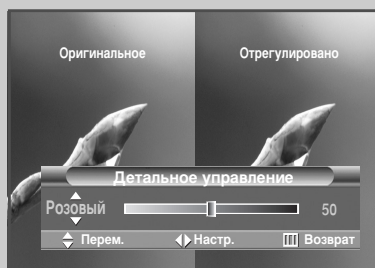 Оригинальное Отрегулировано
Детальное управление
Розовый 50
Перем. Настр. Возврат